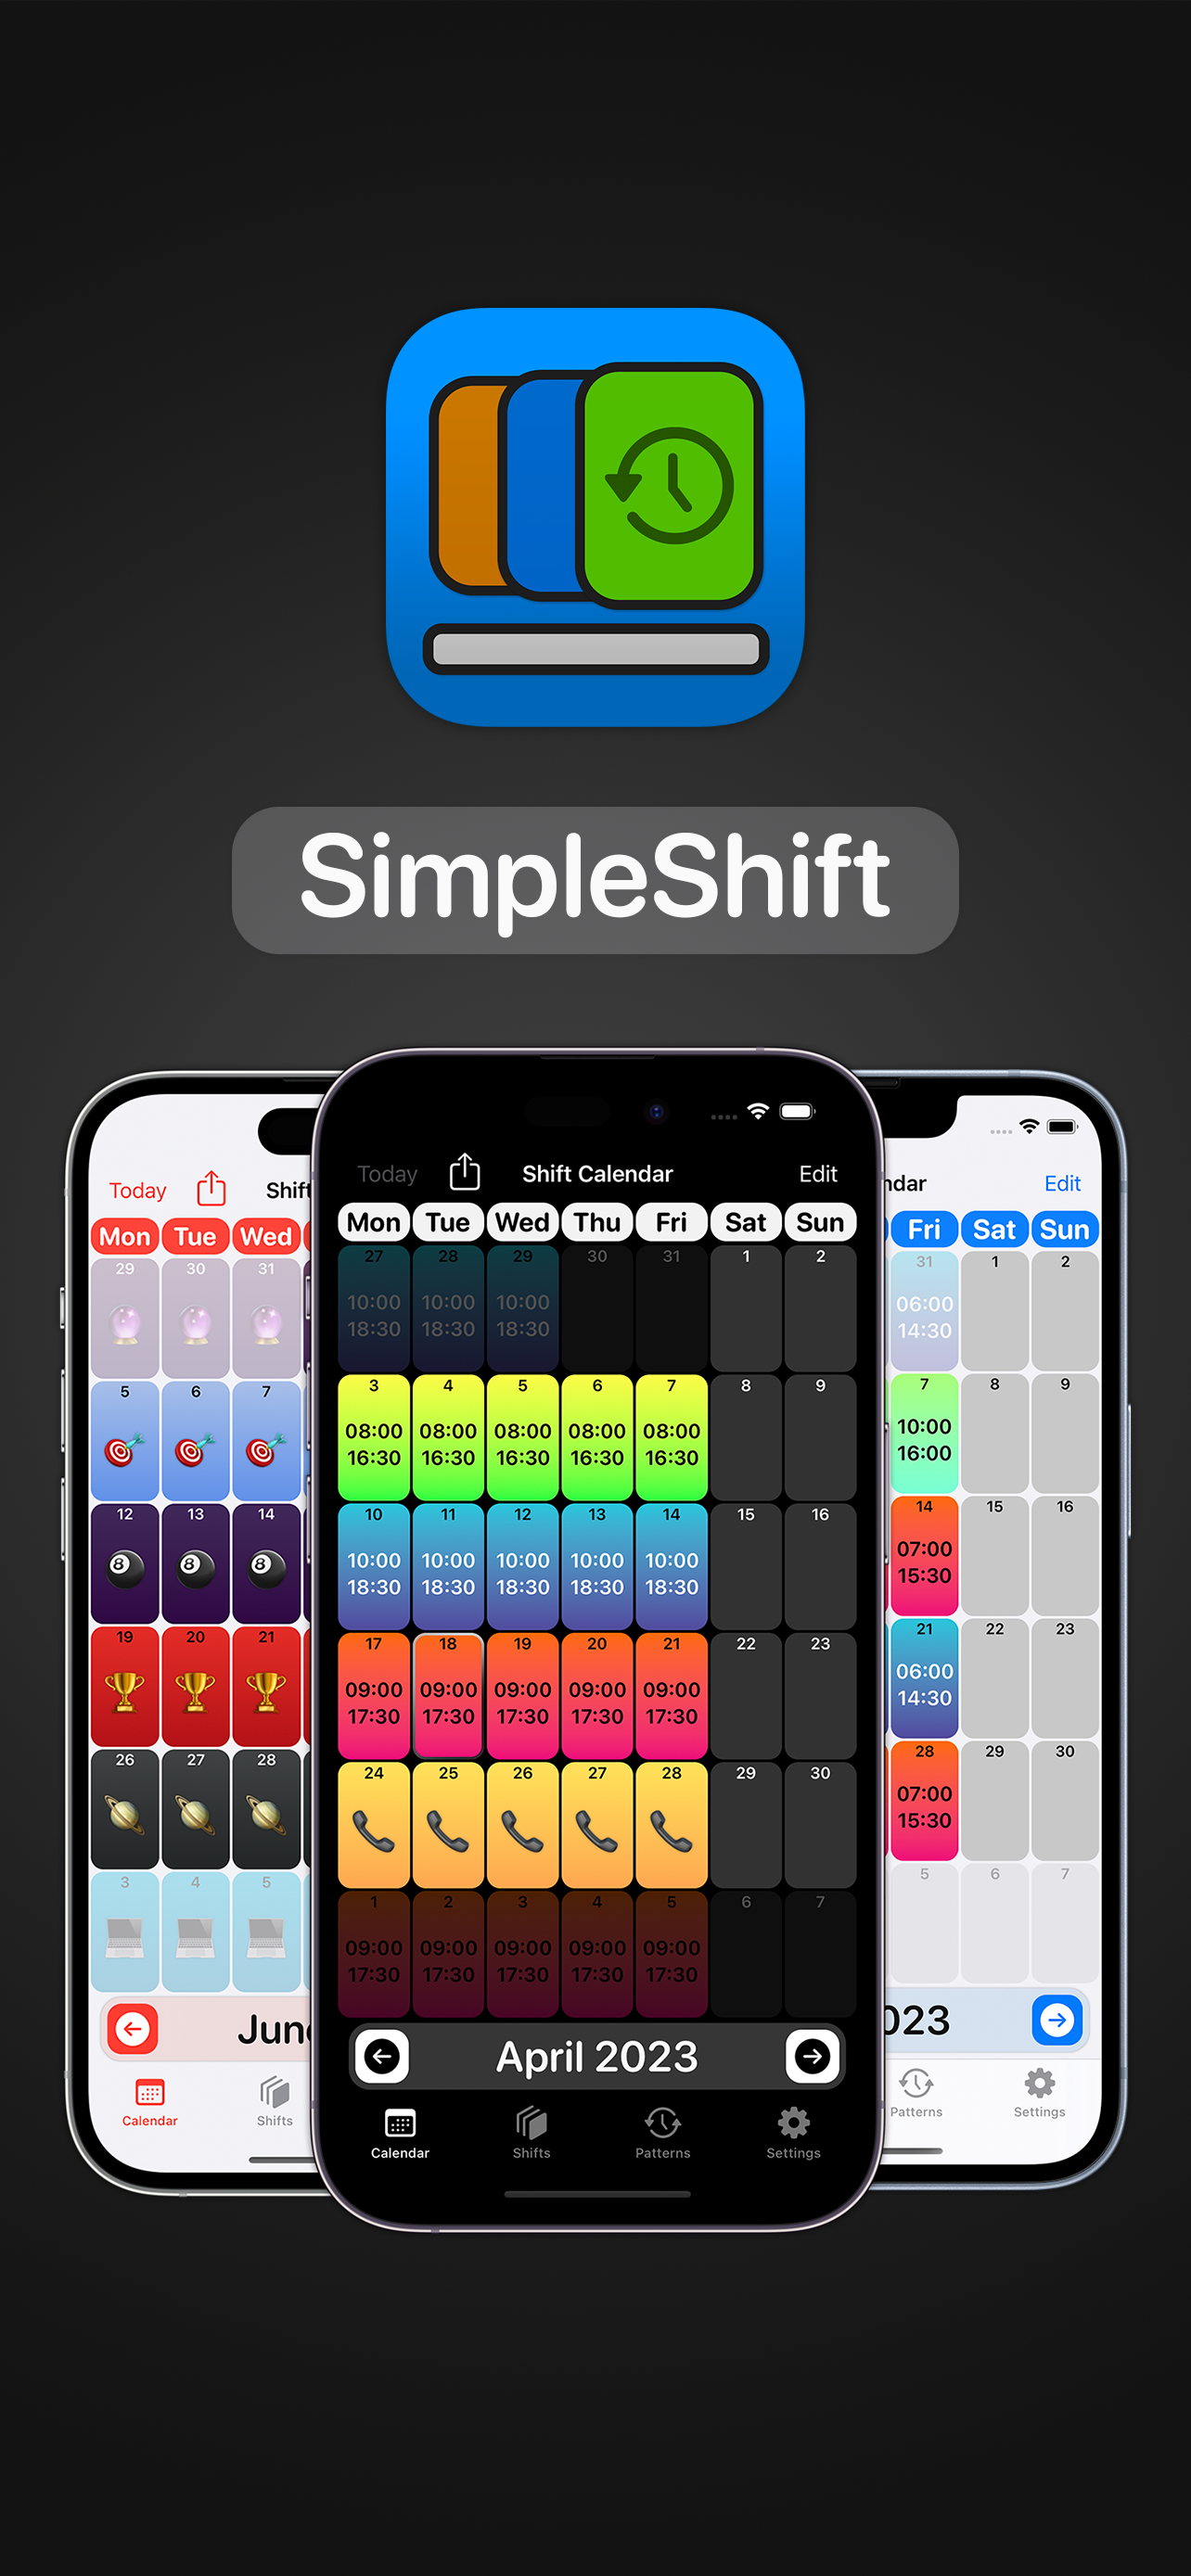 SimpleShift
Today Shift
Mon Tue Wed
29 30 31
5 6 7
12 13 14
8 8 8
19 20 21
26 27 28
3 4 5
June
Calendar Shifts
Today Shift Calendar Edit
Mon Tue Wed Thu Fri Sat Sun
27 28 29 30 31 1 2
10:00 10:00 10:00
18:30 18:30 18:30
3 4 5 6 7 8 9
08:00 08:00 08:00 08:00 08:00
16:30 16:30 16:30 16:30 16:30
10 11 12 13 14 15 16
10:00 10:00 10:00 10:00 10:00
18:30 18:30 18:30 18:30 18:30
17 18 19 20 21 22 23
09:00 09:00 09:00 09:00 09:00
17:30 17:30 17:30 17:30 17:30
24 25 26 27 28 29 30
1 2 3 4 5 6 7
09:00 09:00 09:00 09:00 09:00
17:30 17:30 17:30 17:30 17:30
April 2023
Calendar Shifts Patterns Settings
ndar Edit
Fri Sat Sun
31 1 2
06:00
14:30
7 8 9
10:00
16:00
14 15 16
07:00
15:30
21 22 23
06:00
14:30
28 29 30
07:00
15:30
5 6 7
023
Patterns Settings